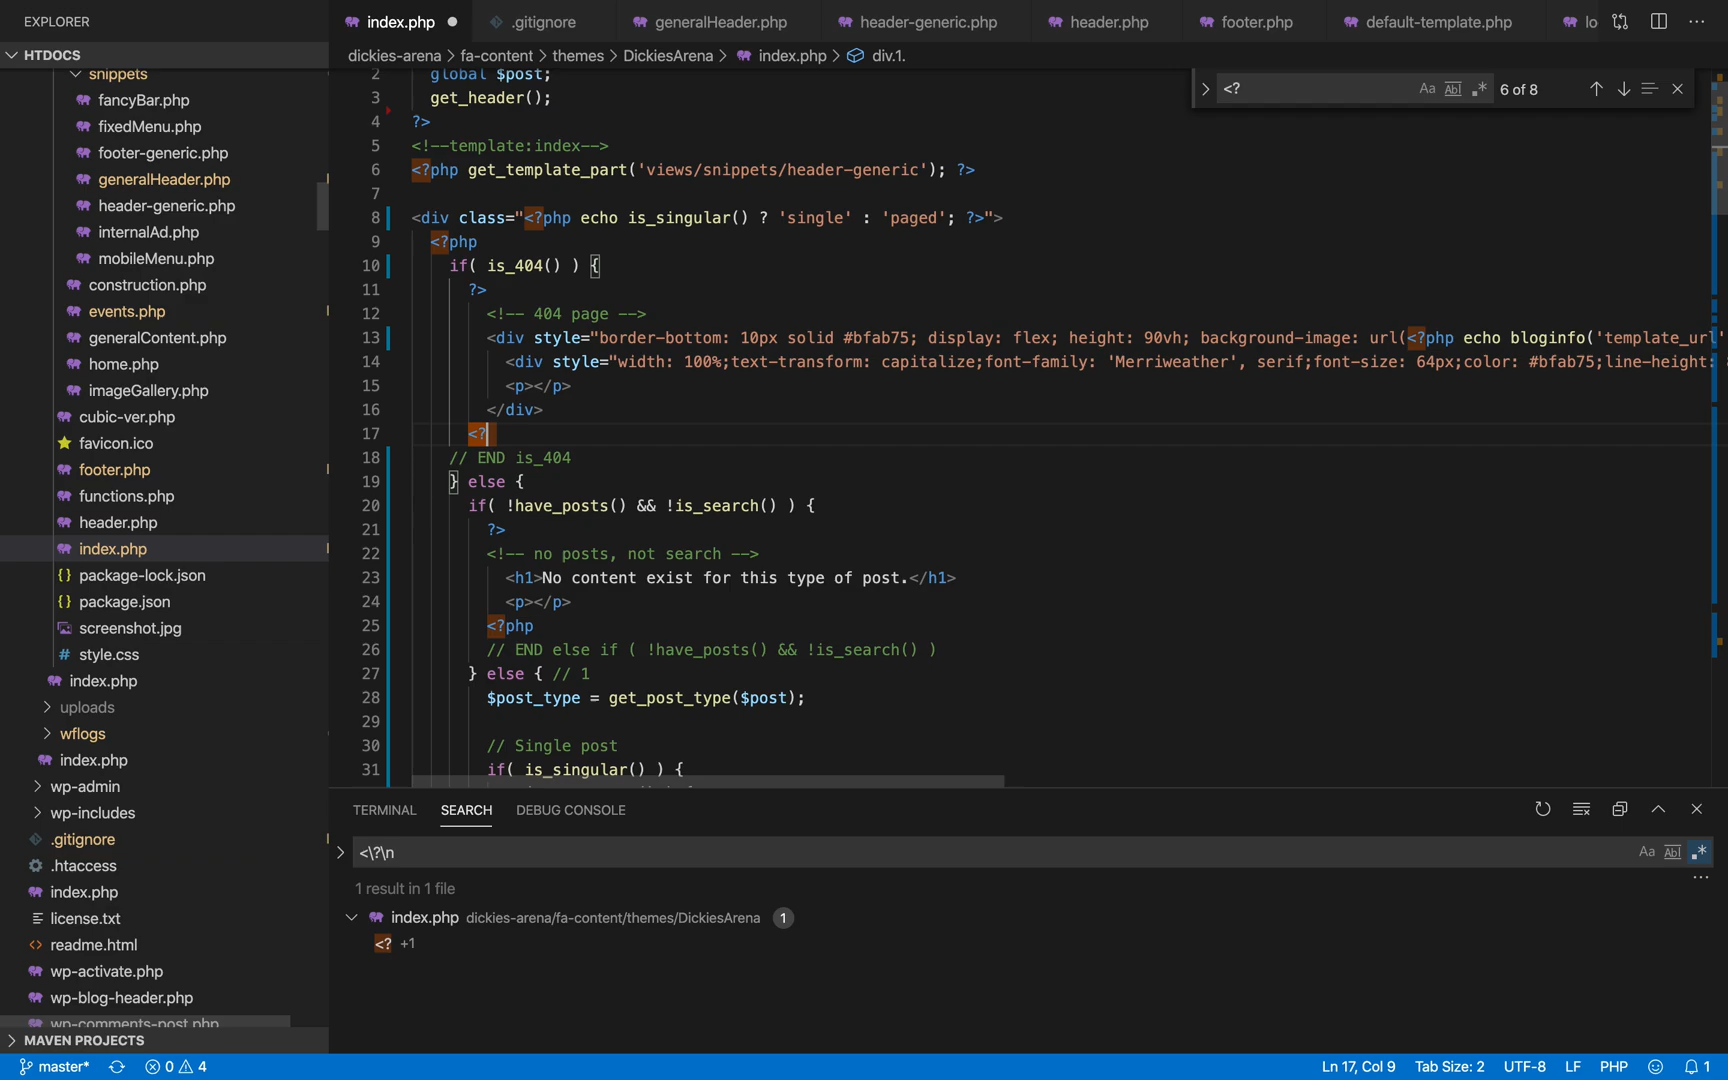 EXPLORER
HTDOCS
snippets
fancyBar.php
fixedMenu.php
footer-generic.php
generalHeader.php
header-generic.php
internalAd.php
mobileMenu.php
construction.php
events.php
generalContent.php
home.php
imageGallery.php
cubic-ver.php
favicon.ico
footer.php
functions.php
header.php
index.php
package-lock.json
package.json
screenshot.jpg
style.css
index.php
uploads
wflogs
index.php
wp-admin
wp-includes
.gitignore
.htaccess
index.php
license.txt
readme.html
wp-activate.php
wp-blog-header.php
wp-comments-post.php
MAVEN PROJECTS
index.php .gitignore generalHeader.php header-generic.php header.php footer.php default-template.php lo
dickies-arena > fa-content > themes > DickiesArena > index.php > div.1.
<? Aa Abl .* 6 of 8
2 global $post;
3 get_header();
4 ?>
5 <!--template:index-->
6 <?php get_template_part('views/snippets/header-generic'); ?>
7
8 <div class="<?php echo is_singular() ? 'single' : 'paged'; ?>">
9 <?php
10 if( is_404() ) {
11 ?>
12 <!-- 404 page -->
13 <div style="border-bottom: 10px solid #bfab75; display: flex; height: 90vh; background-image: url(<?php echo bloginfo('template_url'
14 <div style="width: 100%;text-transform: capitalize;font-family: 'Merriweather', serif;font-size: 64px;color: #bfab75;line-height:
15 <p></p>
16 </div>
17 <?
18 // END is_404
19 } else {
20 if( !have_posts() && !is_search() ) {
21 ?>
22 <!-- no posts, not search -->
23 <h1>No content exist for this type of post.</h1>
24 <p></p>
25 <?php
26 // END else if ( !have_posts() && !is_search() )
27 } else { // 1
28 $post_type = get_post_type($post);
29
30 // Single post
31 if( is_singular() ) {
TERMINAL SEARCH DEBUG CONSOLE
<\?\n Aa Abl .*
1 result in 1 file
index.php dickies-arena/fa-content/themes/DickiesArena 1
<? +1
master* 0 4 Ln 17, Col 9 Tab Size: 2 UTF-8 LF PHP 1